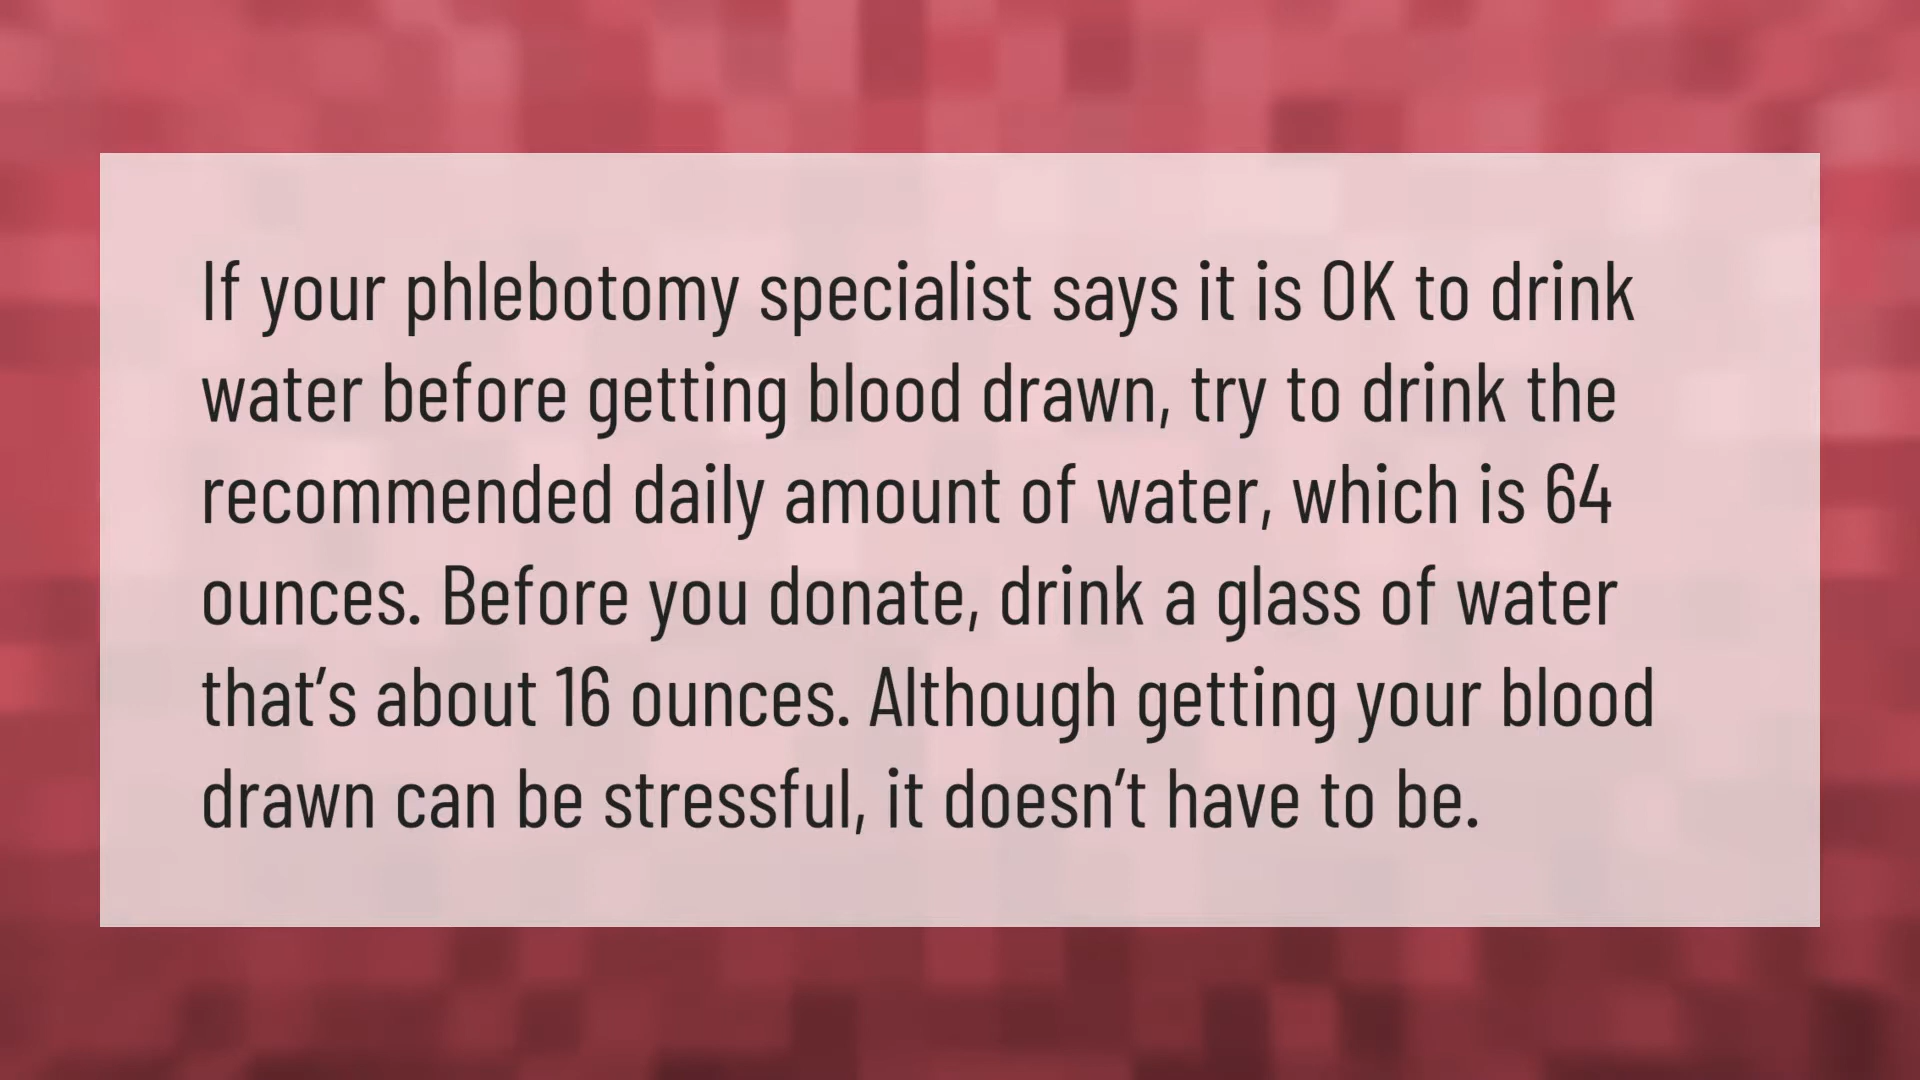 If your phlebotomy specialist says it is OK to drink
water before getting blood drawn, try to drink the
recommended daily amount of water, which is 64
ounces. Before you donate, drink a glass of water
that’s about 16 ounces. Although getting your blood
drawn can be stressful, it doesn’t have to be.